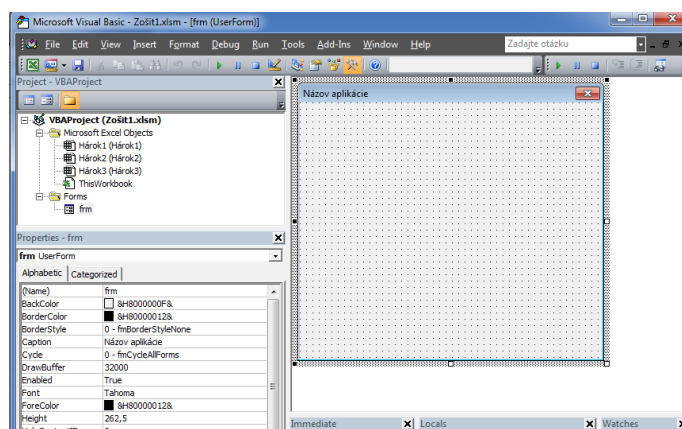 Microsoft Visual Basic - Zošit1.xlsm - [frm (UserForm)]
File Edit View Insert Format Debug Run Tools Add-Ins Window Help Zadajte otázku
Project - VBAProject
VBAProject (Zošit1.xlsm)
Microsoft Excel Objects
Hárok1 (Hárok1)
Hárok2 (Hárok2)
Hárok3 (Hárok3)
ThisWorkbook
Forms
frm
Properties - frm
frm UserForm
Alphabetic Categorized
(Name) frm
BackColor &H8000000F&
BorderColor &H80000012&
BorderStyle 0 - fmBorderStyleNone
Caption Názov aplikácie
Cycle 0 - fmCycleAllForms
DrawBuffer 32000
Enabled True
Font Tahoma
ForeColor &H80000012&
Height 262,5
Názov aplikácie
Immediate Locals Watches